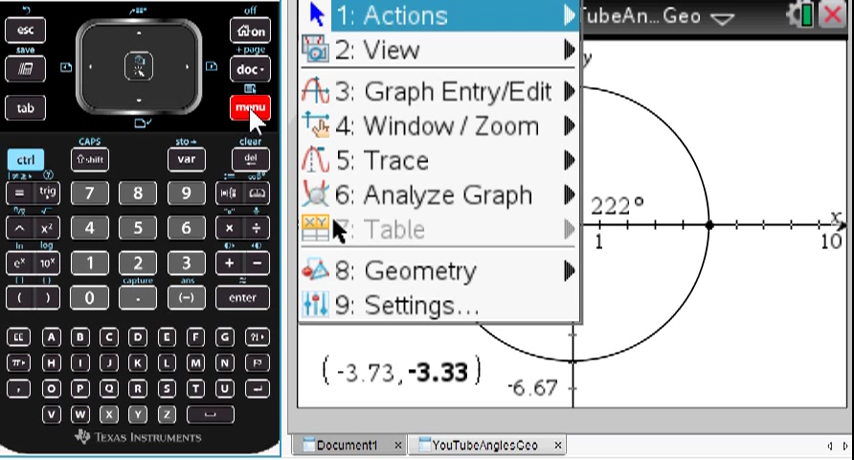 off
esc
on
save
+ page
doc
tab
menu
CAPS
sto→
clear
ctrl
shift
var
del
= trig 7 8 9
^ x² 4 5 6 × ÷
ln log
eˣ 10ˣ 1 2 3 + −
capture ans ≈
( ) 0 . (−) enter
EE A B C D E F G ?!
π H I J K L M N
, O P Q R S T U
V W X Y Z
TEXAS INSTRUMENTS
1: Actions
2: View
3: Graph Entry/Edit
4: Window / Zoom
5: Trace
6: Analyze Graph
7: Table
8: Geometry
9: Settings...
TubeAn...Geo
y
222°
x
1
10
(-3.73,-3.33)
-6.67
Document1 ×
YouTubeAnglesGeo ×